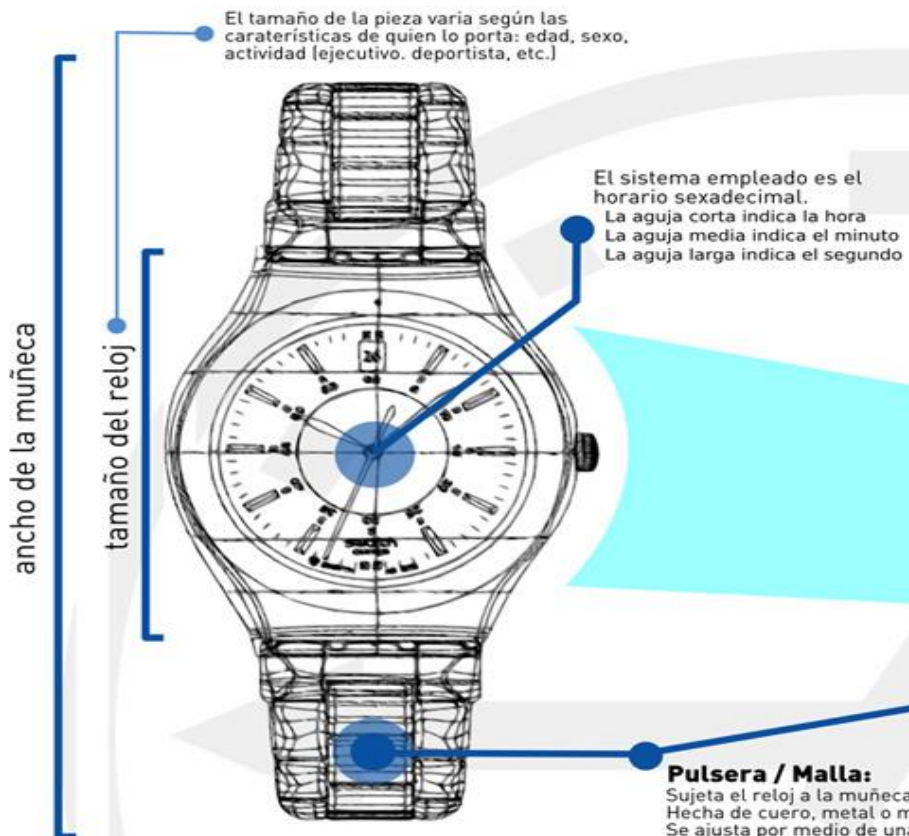 El tamaño de la pieza varia según las
caraterísticas de quien lo porta: edad, sexo,
actividad [ejecutivo. deportista, etc.]
El sistema empleado es el
horario sexadecimal.
La aguja corta indica la hora
La aguja media indica el minuto
La aguja larga indica el segundo
ancho de la muñeca
tamaño del reloj
swatch
Pulsera / Malla:
Sujeta el reloj a la muñeca
Hecha de cuero, metal o m
Se ajusta por medio de una